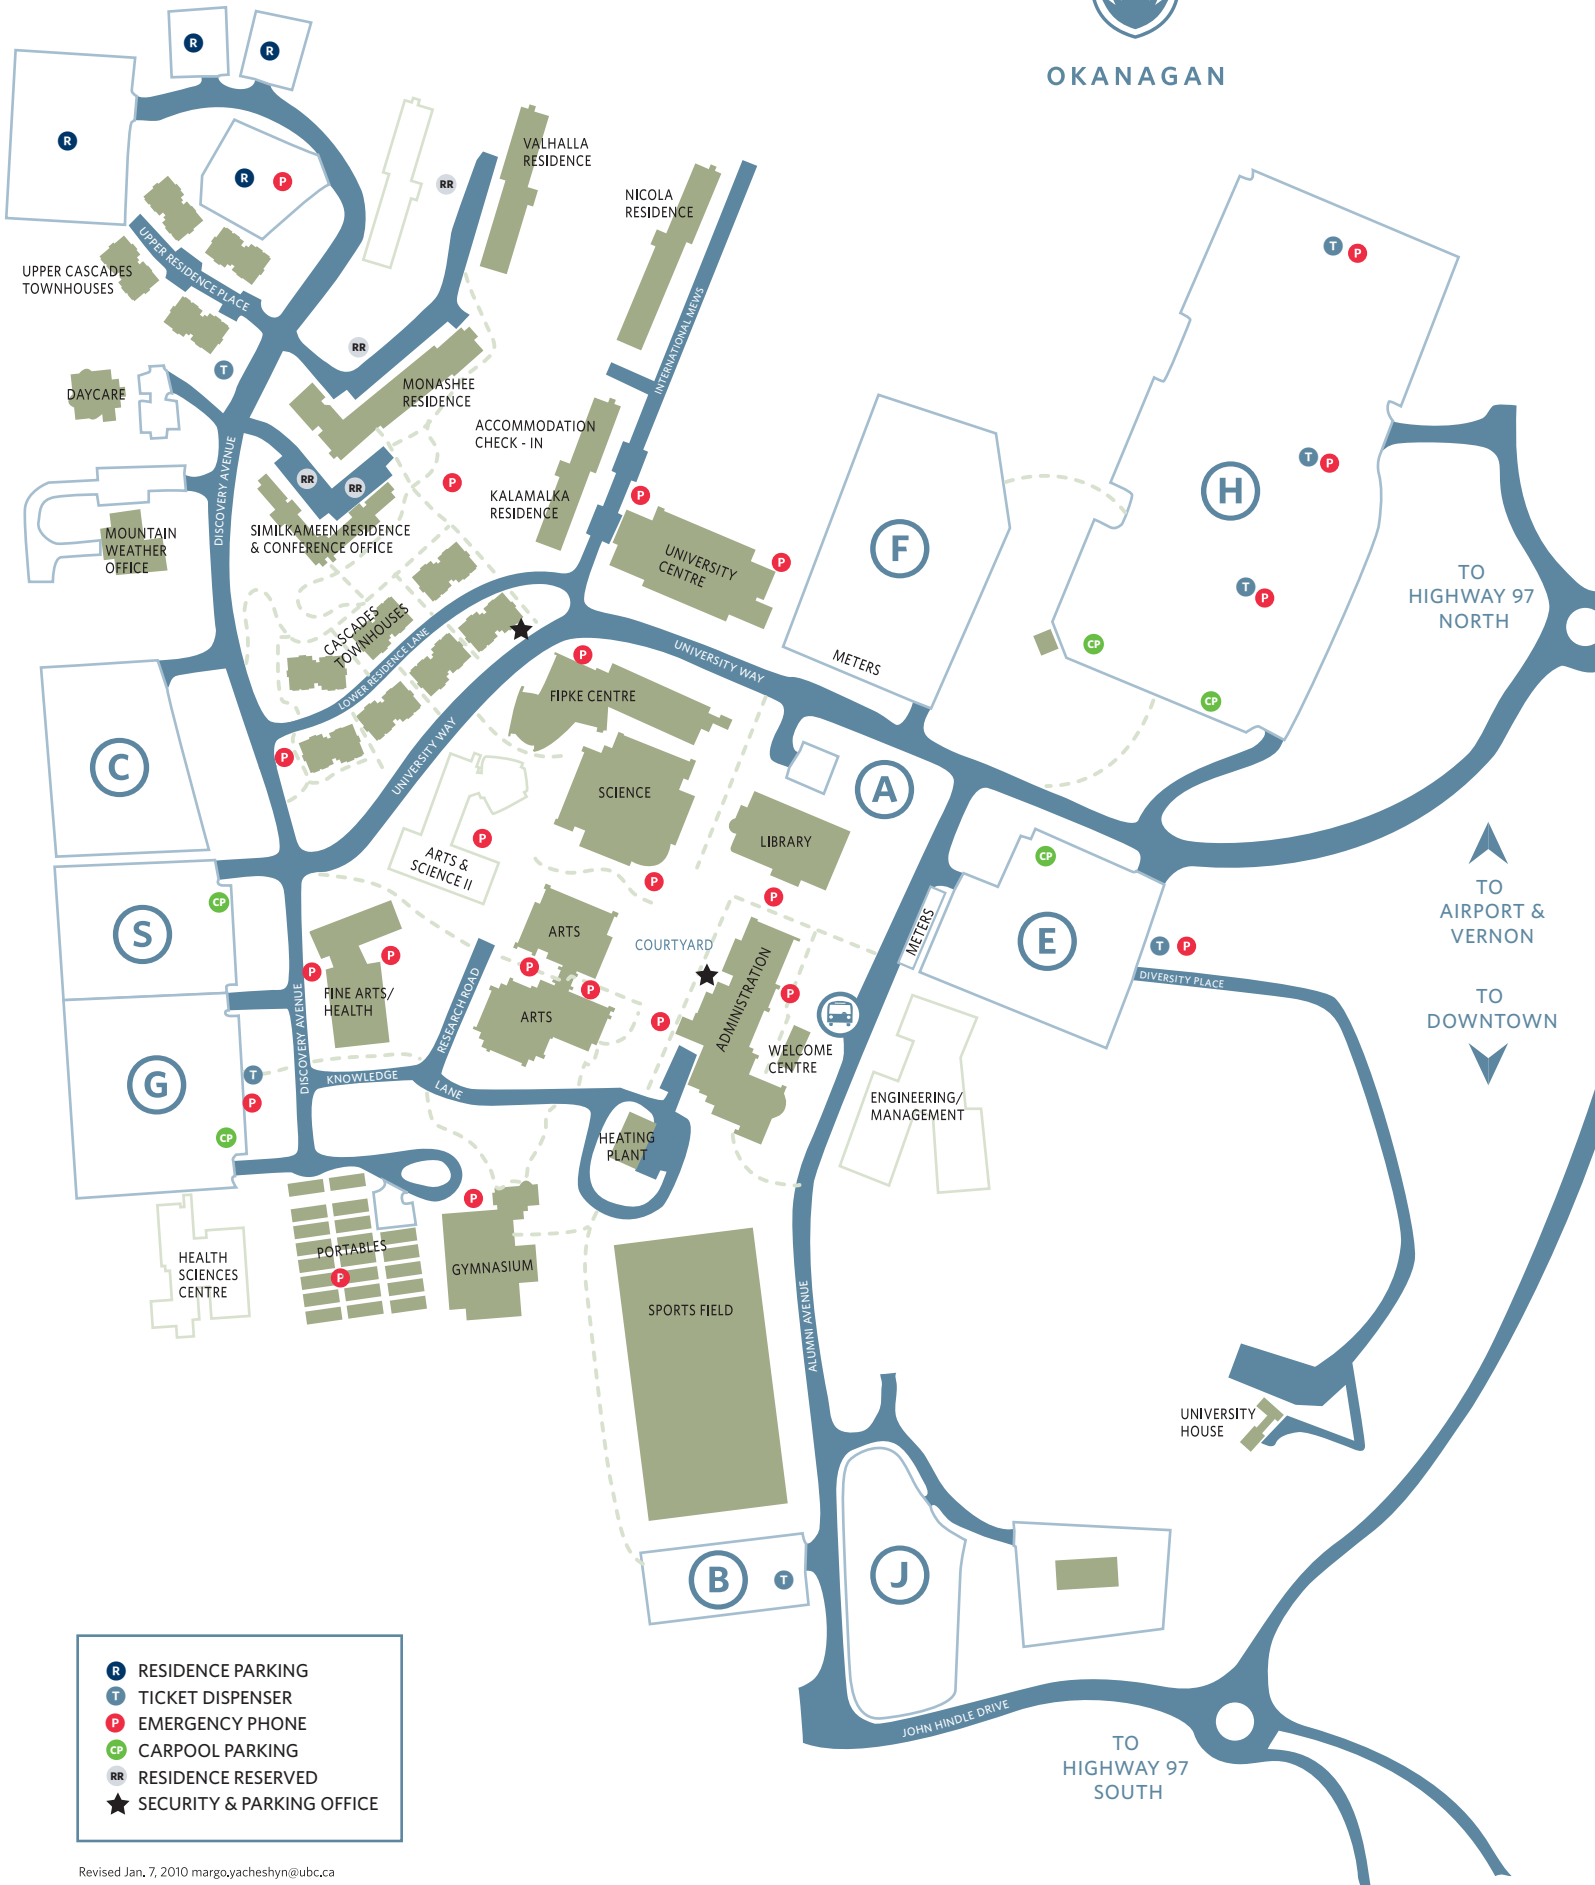 OKANAGAN
R
R
R
R
P
VALHALLA
RESIDENCE
RR
NICOLA
RESIDENCE
UPPER RESIDENCE PLACE
UPPER CASCADES
TOWNHOUSES
INTERNATIONAL MEWS
T
P
RR
T
DAYCARE
MONASHEE
RESIDENCE
ACCOMMODATION
CHECK - IN
DISCOVERY AVENUE
RR
RR
P
KALAMALKA
RESIDENCE
P
T
P
H
MOUNTAIN
WEATHER
OFFICE
SIMILKAMEEN RESIDENCE
& CONFERENCE OFFICE
UNIVERSITY
CENTRE
P
F
T
P
TO
HIGHWAY 97
NORTH
CASCADES
TOWNHOUSES
LOWER RESIDENCE LANE
P
UNIVERSITY WAY
METERS
CP
CP
FIPKE CENTRE
C
P
UNIVERSITY WAY
SCIENCE
A
ARTS &
SCIENCE II
P
LIBRARY
CP
P
P
TO
AIRPORT &
VERNON
S
CP
ARTS
COURTYARD
METERS
E
T
P
DIVERSITY PLACE
P
P
FINE ARTS/
HEALTH
P
P
ADMINISTRATION
P
DISCOVERY AVENUE
RESEARCH ROAD
ARTS
P
WELCOME
CENTRE
TO
DOWNTOWN
G
T
P
CP
KNOWLEDGE
LANE
ENGINEERING/
MANAGEMENT
HEATING
PLANT
P
HEALTH
SCIENCES
CENTRE
PORTABLES
P
GYMNASIUM
SPORTS FIELD
ALUMNI AVENUE
UNIVERSITY
HOUSE
B
T
J
JOHN HINDLE DRIVE
TO
HIGHWAY 97
SOUTH
R RESIDENCE PARKING
T TICKET DISPENSER
P EMERGENCY PHONE
CP CARPOOL PARKING
RR RESIDENCE RESERVED
SECURITY & PARKING OFFICE
Revised Jan. 7, 2010 margo.yacheshyn@ubc.ca